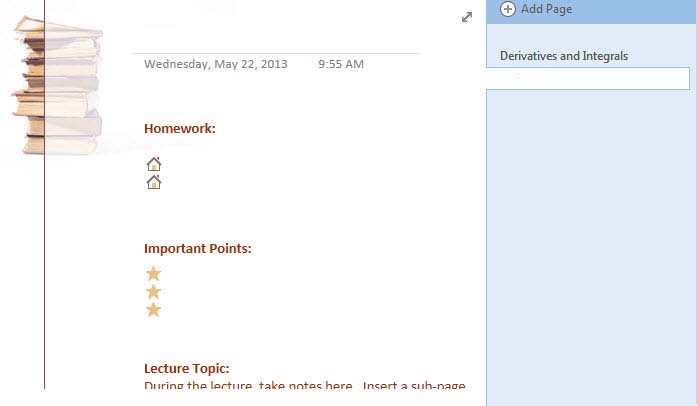 Add Page
Derivatives and Integrals
Wednesday, May 22, 2013 9:55 AM
Homework:
Important Points:
Lecture Topic:
During the lecture, take notes here. Insert a sub-page